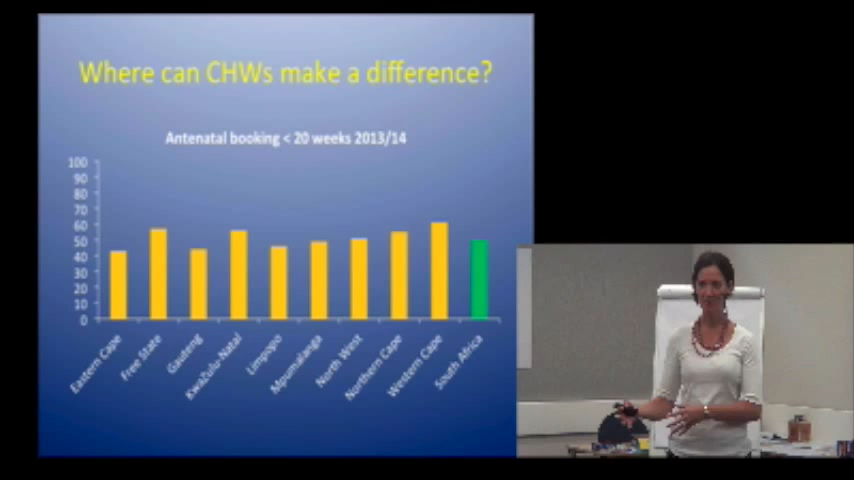 Where can CHWs make a difference?
Antenatal booking < 20 weeks 2013/14
100
90
80
70
60
50
40
30
20
10
0
Eastern Cape
Free State
Gauteng
KwaZulu-Natal
Limpopo
Mpumalanga
North West
Northern Cape
Western Cape
South Africa